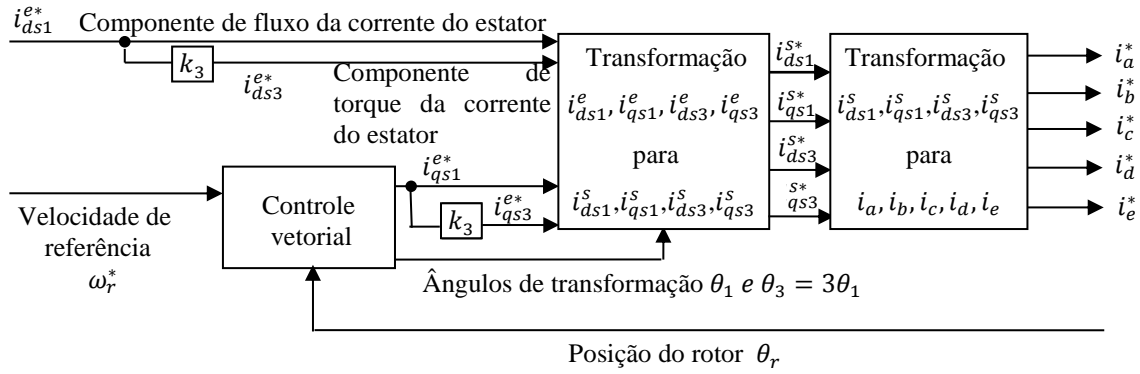 i_{ds1}^{e*}
Componente de fluxo da corrente do estator
k_3
i_{ds3}^{e*}
Componente de
torque da corrente
do estator
i_{qs1}^{e*}
k_3
i_{qs3}^{e*}
Velocidade de
referência
ω_r^*
Controle
vetorial
Transformação
i_{ds1}^e, i_{qs1}^e, i_{ds3}^e, i_{qs3}^e
para
i_{ds1}^s, i_{qs1}^s, i_{ds3}^s, i_{qs3}^s
i_{ds1}^{s*}
i_{qs1}^{s*}
i_{ds3}^{s*}
_{qs3}^{s*}
Transformação
i_{ds1}^s, i_{qs1}^s, i_{ds3}^s, i_{qs3}^s
para
i_a, i_b, i_c, i_d, i_e
i_a^*
i_b^*
i_c^*
i_d^*
i_e^*
Ângulos de transformação θ_1 e θ_3 = 3θ_1
Posição do rotor θ_r